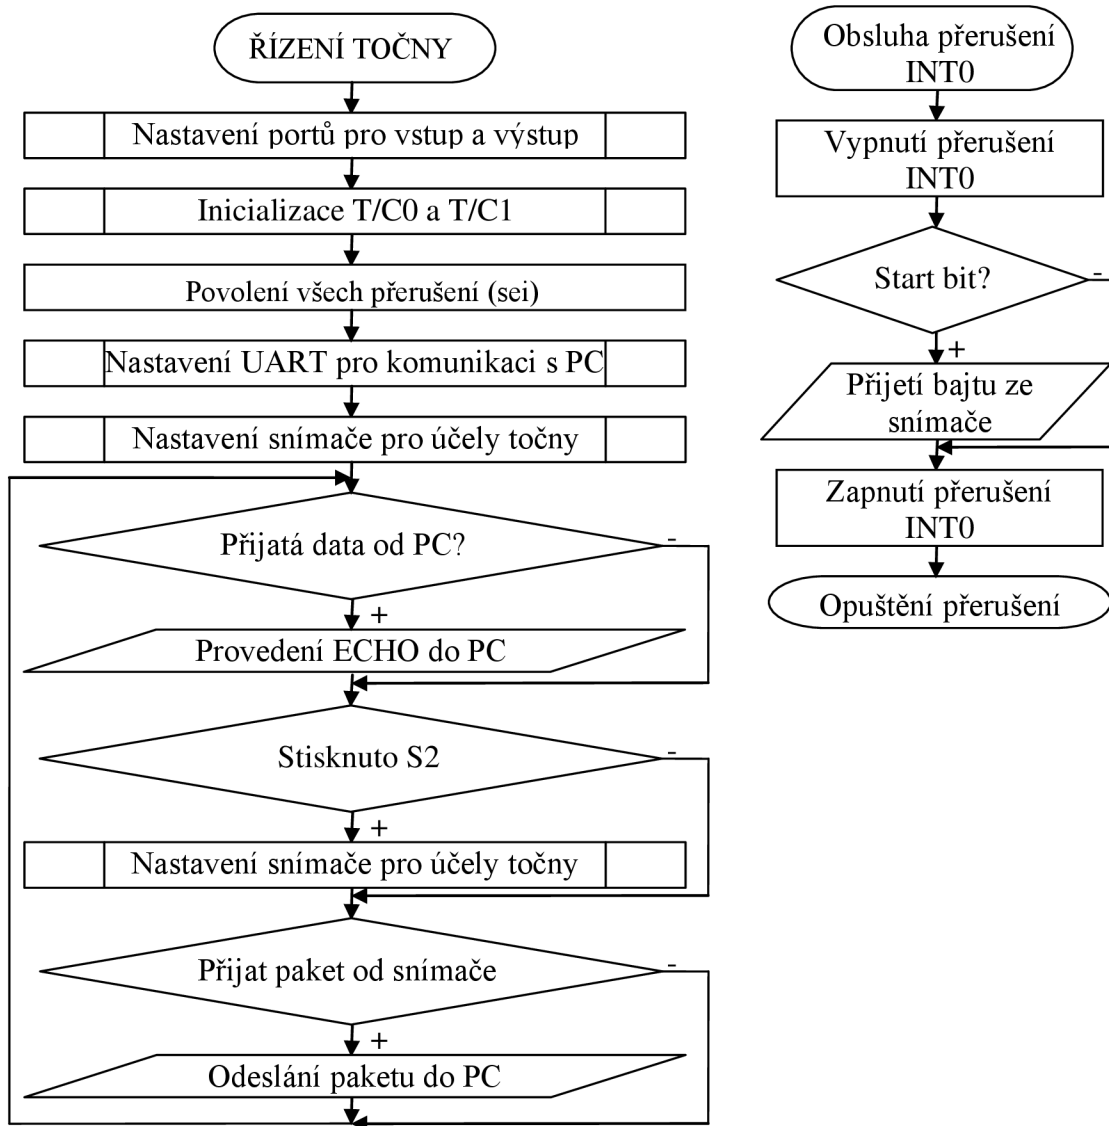 ŘÍZENÍ TOČNY
Nastavení portů pro vstup a výstup
Inicializace T/C0 a T/C1
Povolení všech přerušení (sei)
Nastavení UART pro komunikaci s PC
Nastavení snímače pro účely točny
Přijatá data od PC?
-
+
Provedení ECHO do PC
Stisknuto S2
-
+
Nastavení snímače pro účely točny
Přijat paket od snímače
-
+
Odeslání paketu do PC
Obsluha přerušení
INT0
Vypnutí přerušení
INT0
Start bit?
-
+
Přijetí bajtu ze
snímače
Zapnutí přerušení
INT0
Opuštění přerušení